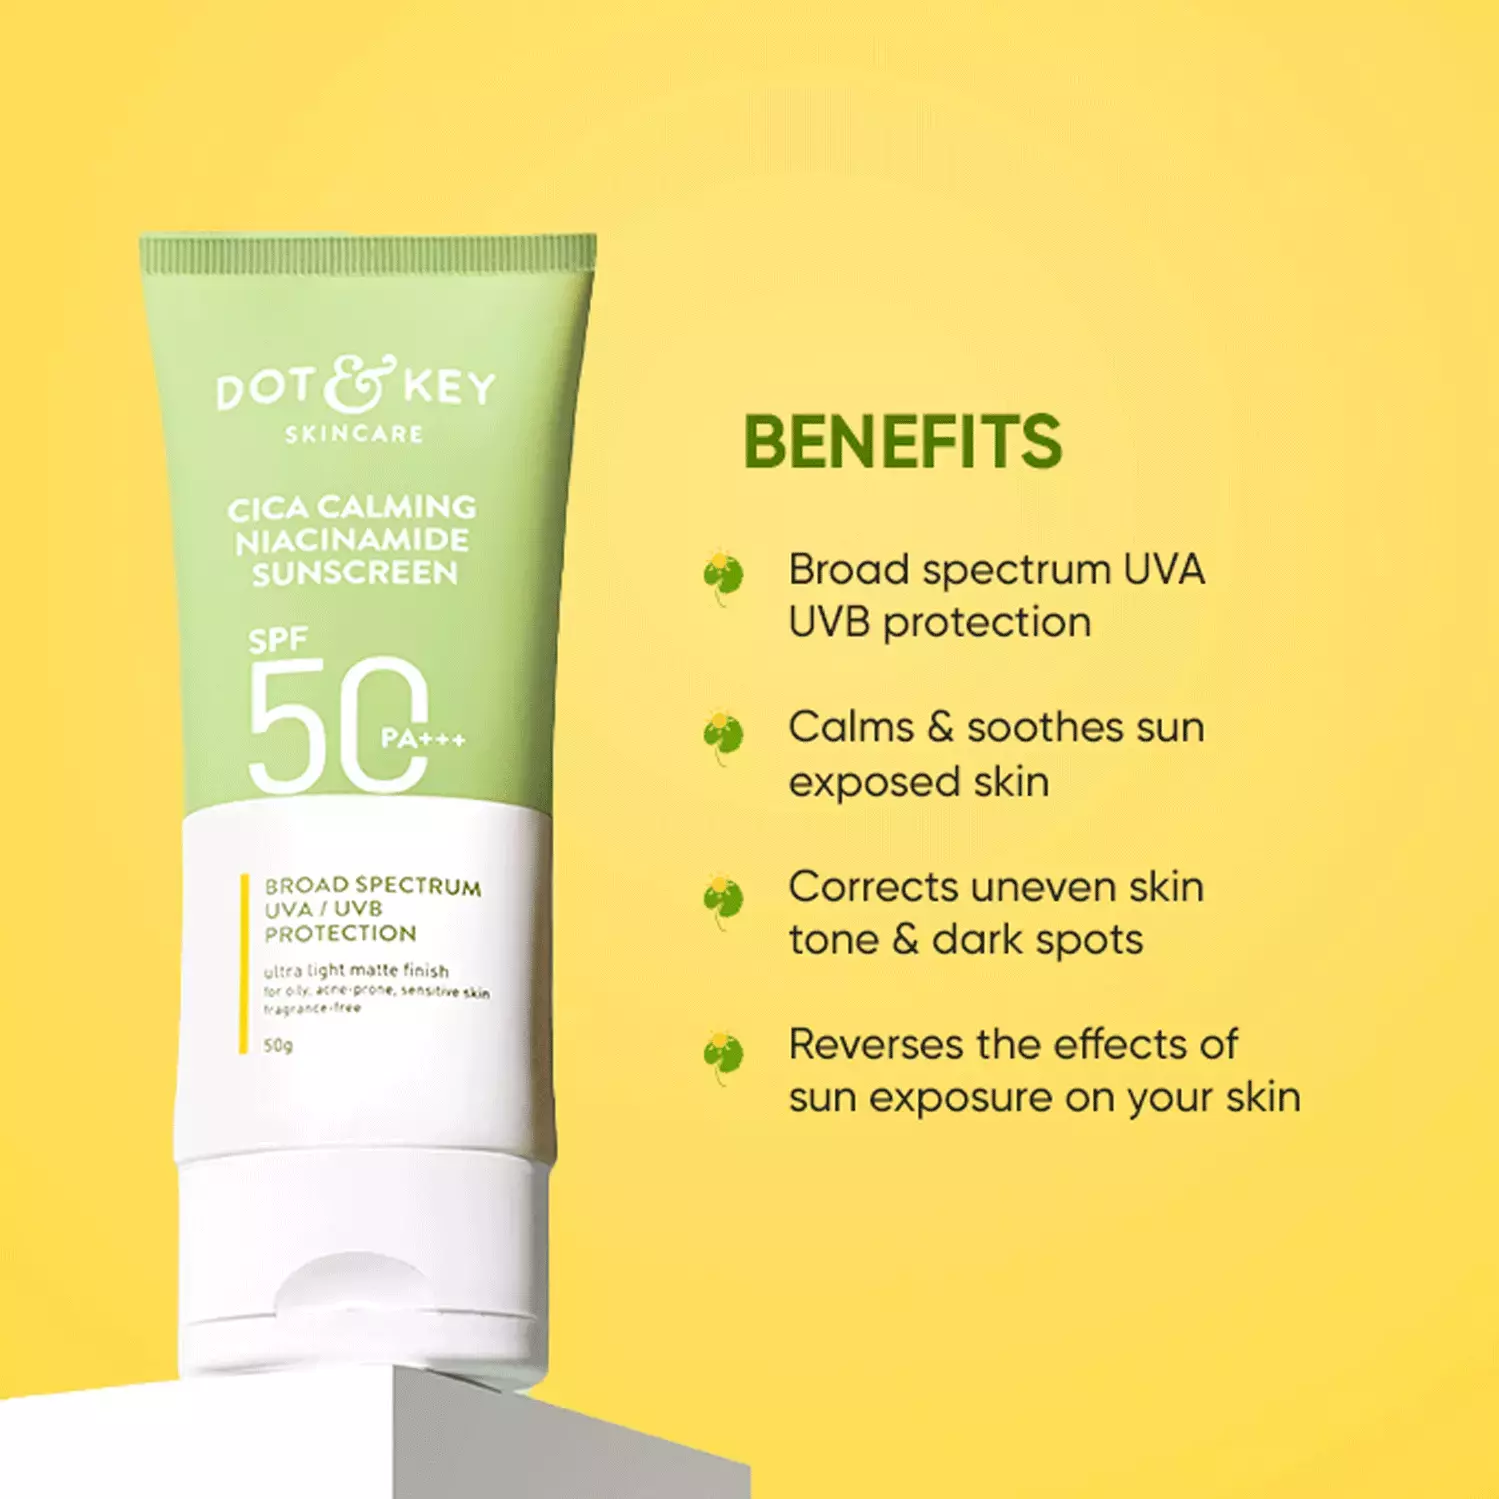 DOT & KEY
SKINCARE
CICA CALMING
NIACINAMIDE
SUNSCREEN
SPF
50
PA+++
BROAD SPECTRUM
UVA / UVB
PROTECTION
ultra light matte finish
for oily, acne-prone, sensitive skin
fragrance-free
50g
BENEFITS
Broad spectrum UVA
UVB protection
Calms & soothes sun
exposed skin
Corrects uneven skin
tone & dark spots
Reverses the effects of
sun exposure on your skin